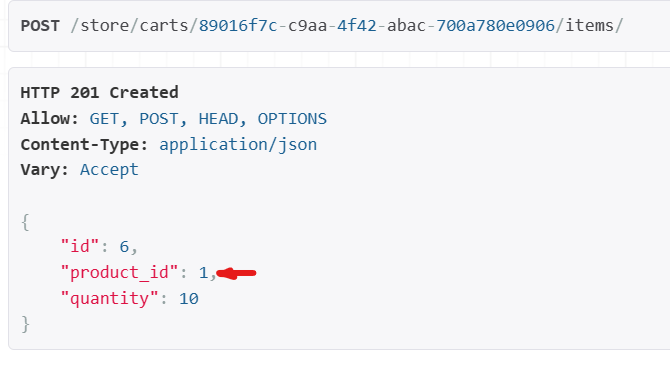 POST /store/carts/89016f7c-c9aa-4f42-abac-700a780e0906/items/
HTTP 201 Created
Allow: GET, POST, HEAD, OPTIONS
Content-Type: application/json
Vary: Accept
{
"id": 6,
"product_id": 1,
"quantity": 10
}